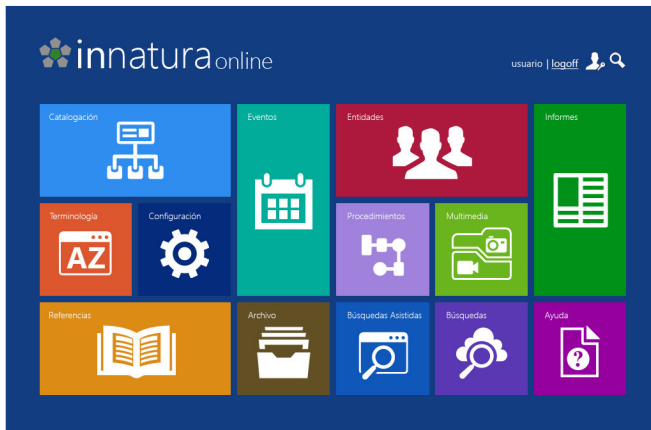 innatura online
usuario | logoff
Catalogación
Eventos
Entidades
Informes
Terminología
Configuración
Procedimientos
Multimedia
AZ
Referencias
Archivo
Búsquedas Asistidas
Búsquedas
Ayuda
?